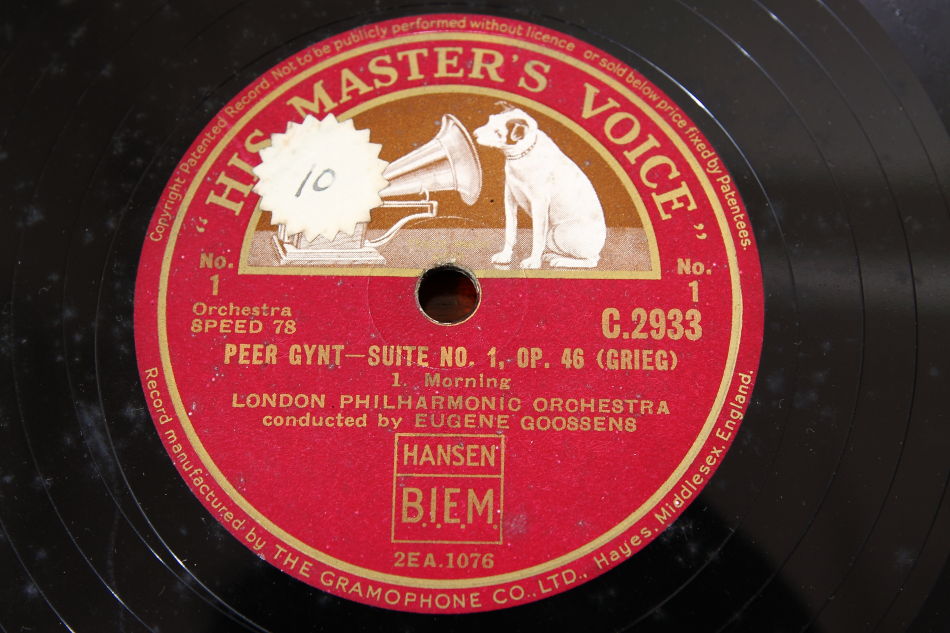 Copyright. Patented Record. Not to be publicly performed without licence or sold below price fixed by Patentees.
"HIS MASTER'S VOICE"
10
No. 1
No. 1
Orchestra
SPEED 78
C.2933
PEER GYNT—SUITE NO. 1, OP. 46 (GRIEG)
1. Morning
LONDON PHILHARMONIC ORCHESTRA
conducted by EUGENE GOOSSENS
HANSEN
B.I.E.M.
2EA.1076
Record manufactured by THE GRAMOPHONE CO., LTD., Hayes, Middlesex, England.